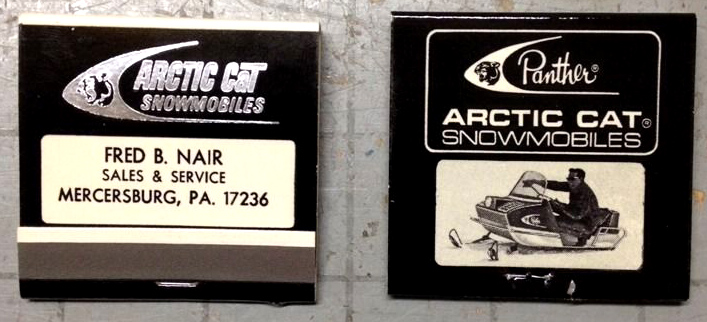 ARCTIC CAT
SNOWMOBILES
FRED B. NAIR
SALES & SERVICE
MERCERSBURG, PA. 17236
Panther®
ARCTIC CAT®
SNOWMOBILES